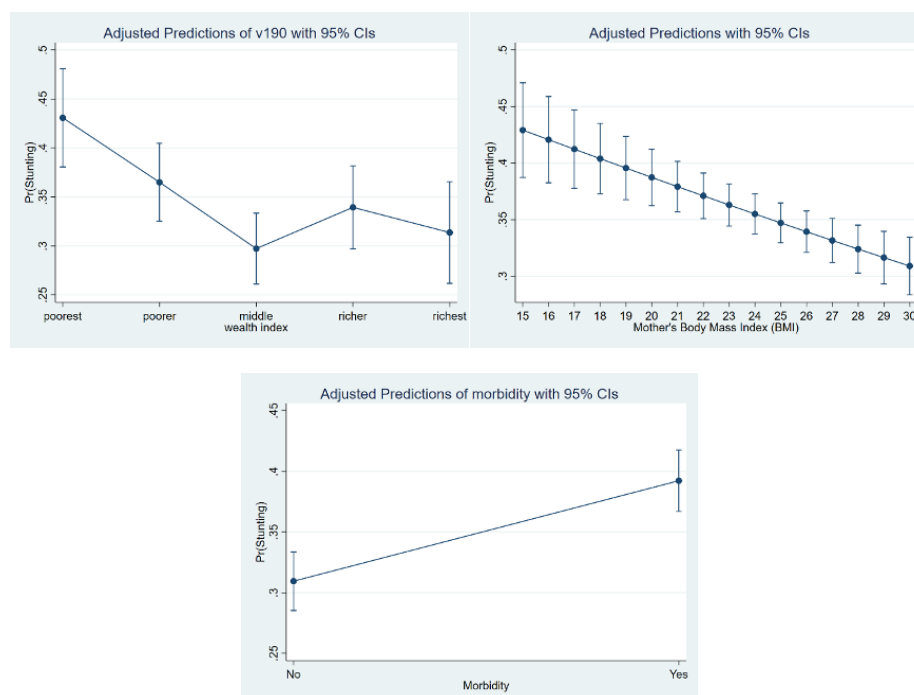 Adjusted Predictions of v190 with 95% CIs
Pr(Stunting)
.5
.45
.4
.35
.3
.25
poorest poorer middle richer richest
wealth index
Adjusted Predictions with 95% CIs
Pr(Stunting)
.5
.45
.4
.35
.3
15 16 17 18 19 20 21 22 23 24 25 26 27 28 29 30
Mother's Body Mass Index (BMI)
Adjusted Predictions of morbidity with 95% CIs
Pr(Stunting)
.45
.4
.35
.3
.25
No Yes
Morbidity